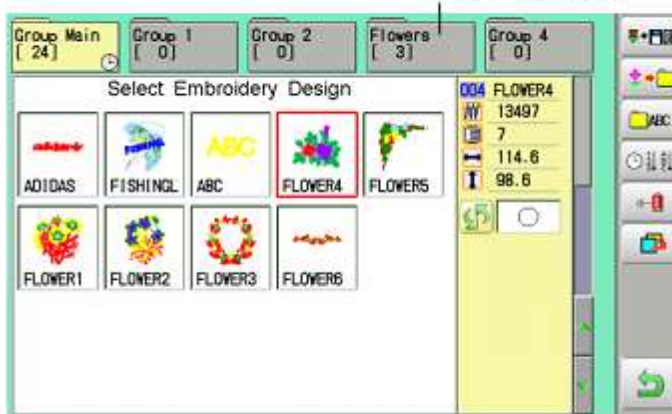 Group Main
[ 24]
Group 1
[ 0]
Group 2
[ 0]
Flowers
[ 3]
Group 4
[ 0]
Select Embroidery Design
004 FLOWER4
13497
7
114.6
98.6
ADIDAS
FISHINGL
ABC
ABC
FLOWER4
FLOWER5
FLOWER1
FLOWER2
FLOWER3
FLOWER6
ABC